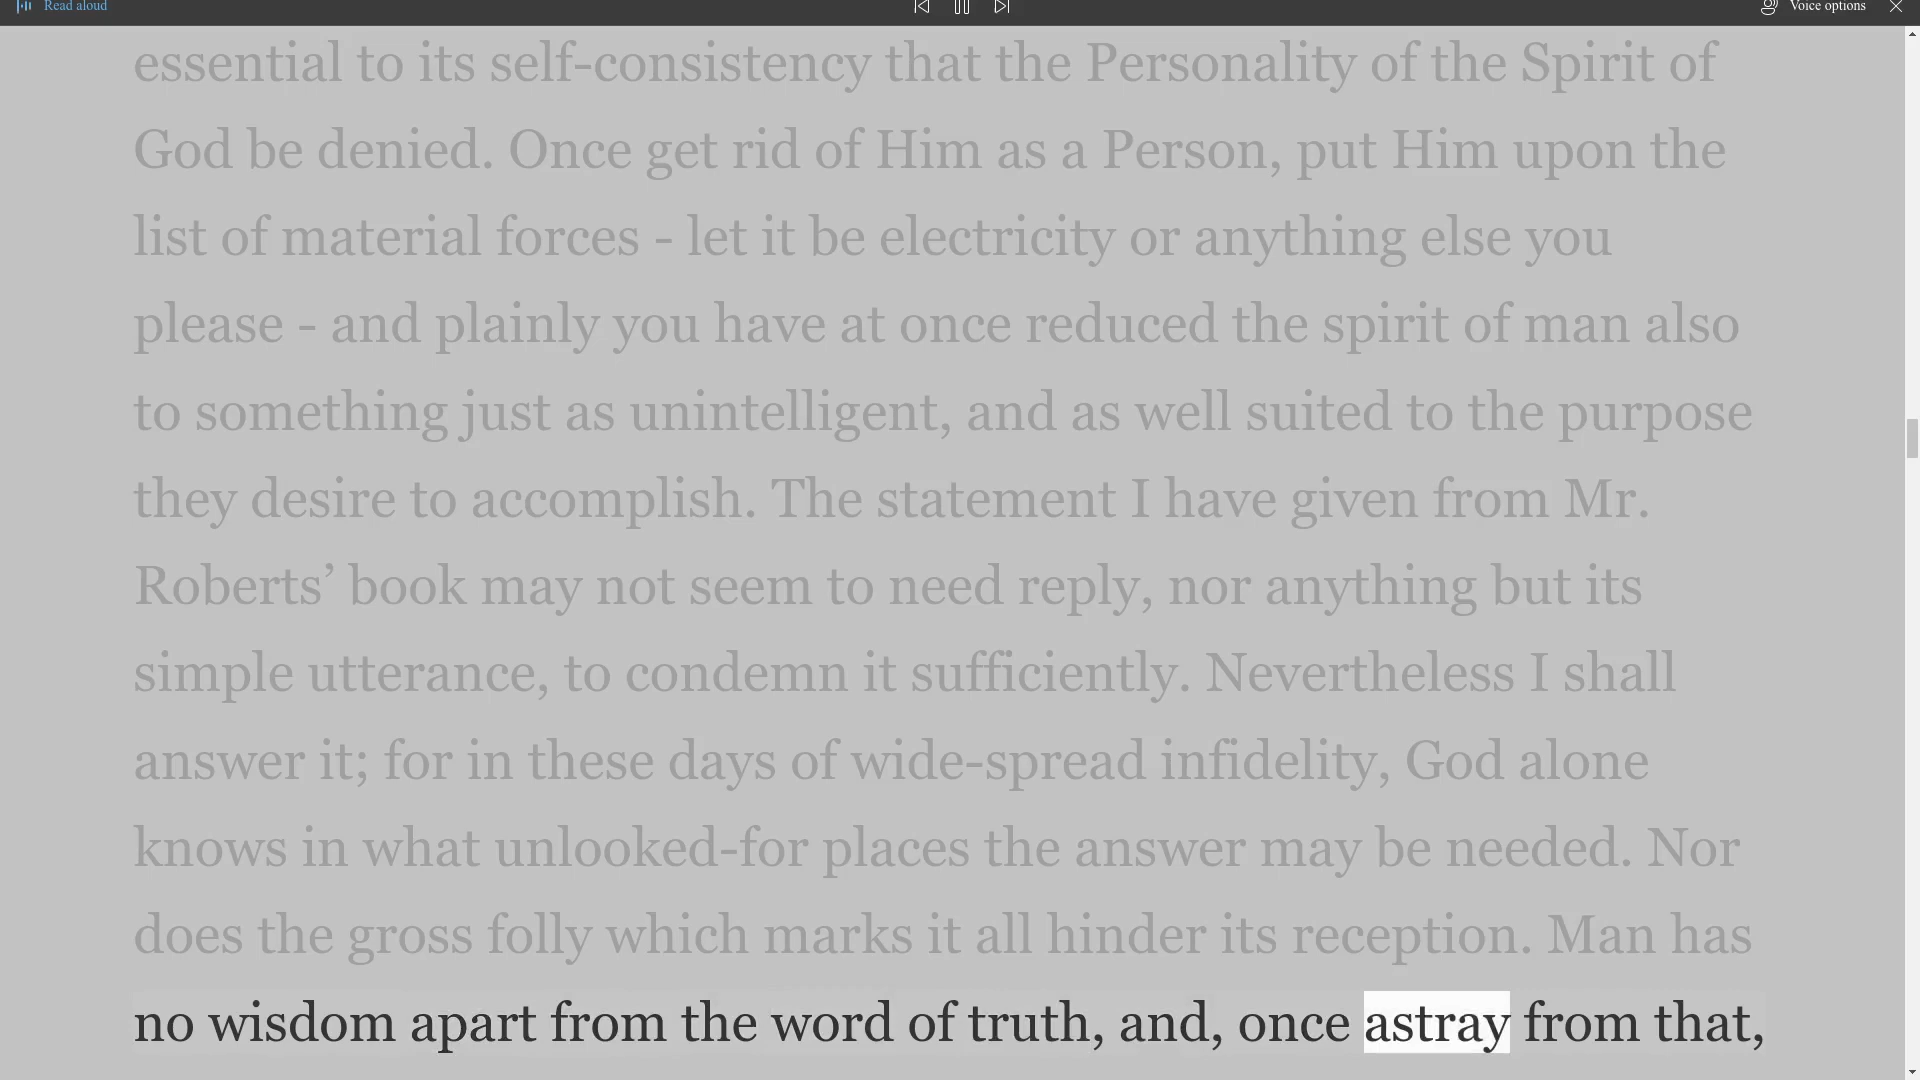 Read aloud
Voice options
essential to its self-consistency that the Personality of the Spirit of
God be denied. Once get rid of Him as a Person, put Him upon the
list of material forces - let it be electricity or anything else you
please - and plainly you have at once reduced the spirit of man also
to something just as unintelligent, and as well suited to the purpose
they desire to accomplish. The statement I have given from Mr.
Roberts’ book may not seem to need reply, nor anything but its
simple utterance, to condemn it sufficiently. Nevertheless I shall
answer it; for in these days of wide-spread infidelity, God alone
knows in what unlooked-for places the answer may be needed. Nor
does the gross folly which marks it all hinder its reception. Man has
no wisdom apart from the word of truth, and, once astray from that,